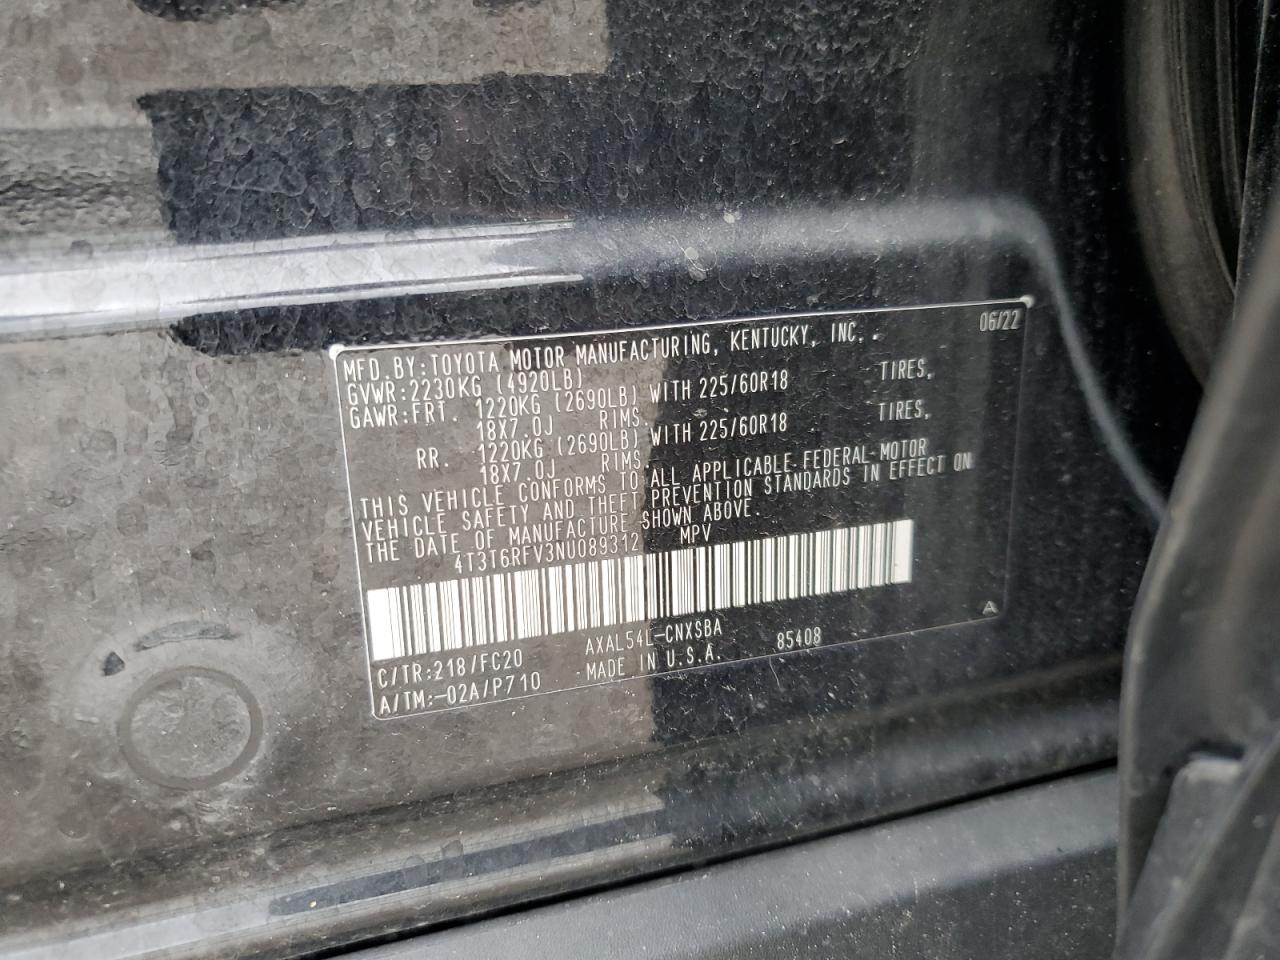 06/22
MFD.BY:TOYOTA MOTOR MANUFACTURING, KENTUCKY, INC..
GVWR:2230KG (4920LB)
GAWR:FRT. 1220KG (2690LB) WITH 225/60R18 TIRES,
18X7.0J RIMS.
RR. 1220KG (2690LB) WITH 225/60R18 TIRES,
18X7.0J RIMS.
THIS VEHICLE CONFORMS TO ALL APPLICABLE FEDERAL MOTOR
VEHICLE SAFETY AND THEFT PREVENTION STANDARDS IN EFFECT ON
THE DATE OF MANUFACTURE SHOWN ABOVE.
4T3T6RFV3NU089312 MPV
A
C/TR:218/FC20 AXAL54L-CNXSBA
A/TM:-02A/P710 MADE IN U.S.A. 85408